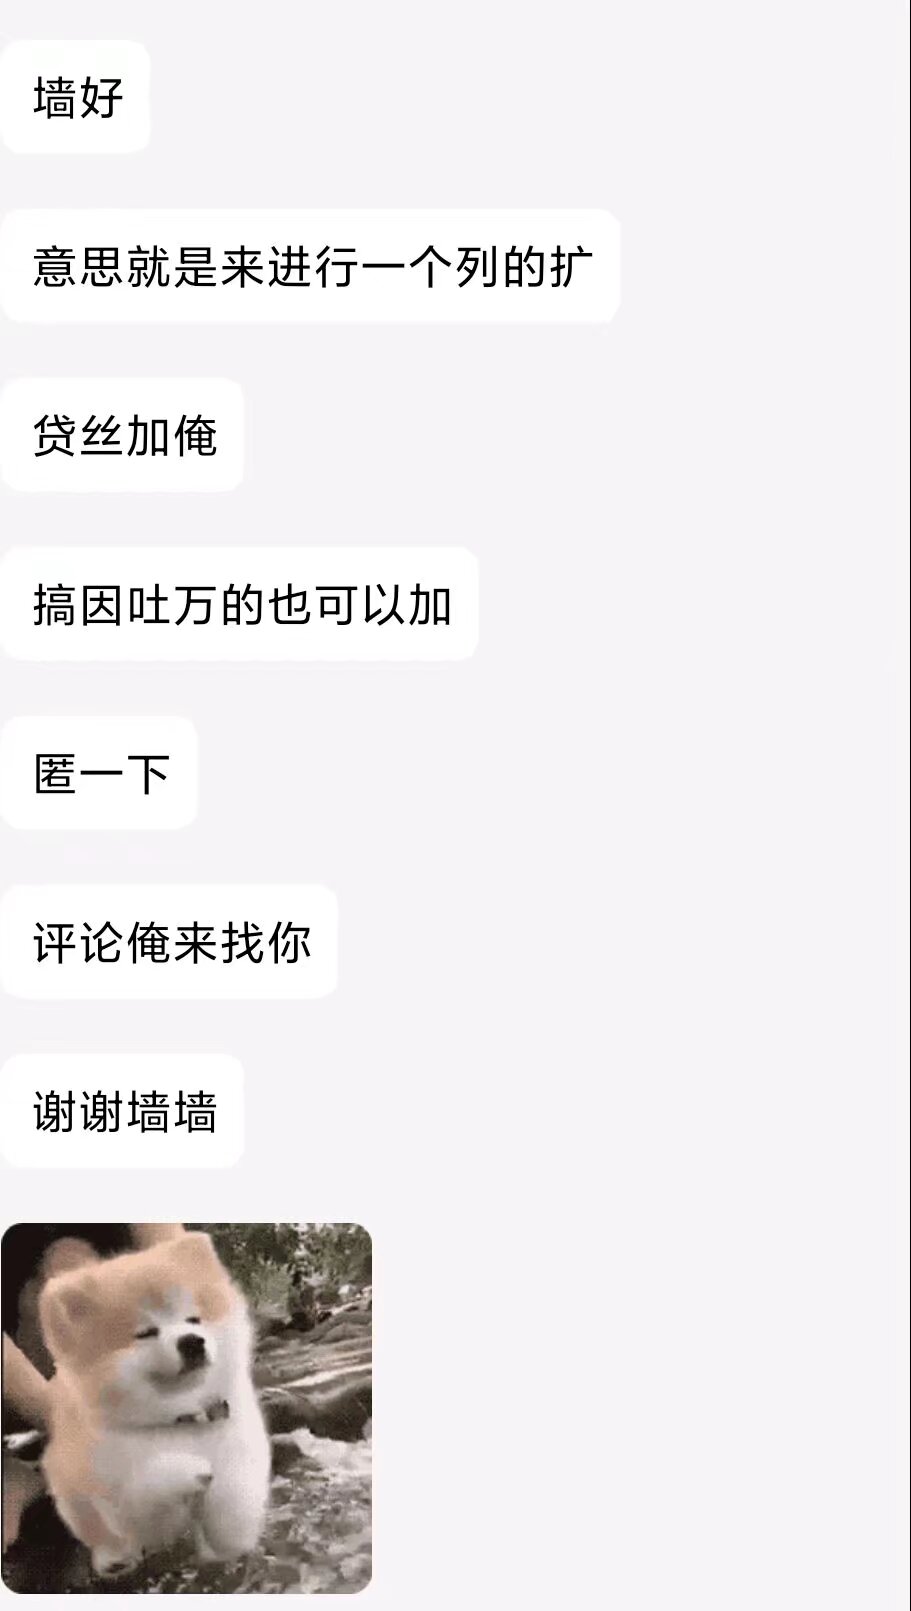 墙好
意思就是来进行一个列的扩
贷丝加俺
搞因吐万的也可以加
匿一下
评论俺来找你
谢谢墙墙